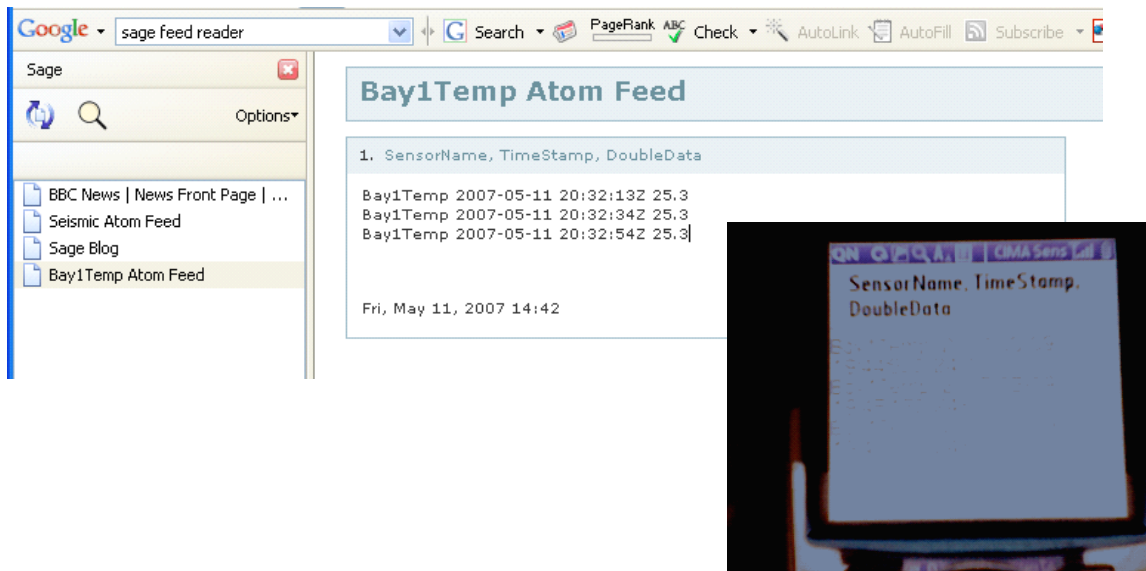 Google sage feed reader G Search PageRank ABC Check AutoLink AutoFill Subscribe
Sage
Options
BBC News | News Front Page | ...
Seismic Atom Feed
Sage Blog
Bay1Temp Atom Feed
Bay1Temp Atom Feed
1. SensorName, TimeStamp, DoubleData
Bay1Temp 2007-05-11 20:32:13Z 25.3
Bay1Temp 2007-05-11 20:32:34Z 25.3
Bay1Temp 2007-05-11 20:32:54Z 25.3
Fri, May 11, 2007 14:42
CIMA Sens
SensorName, TimeStamp,
DoubleData